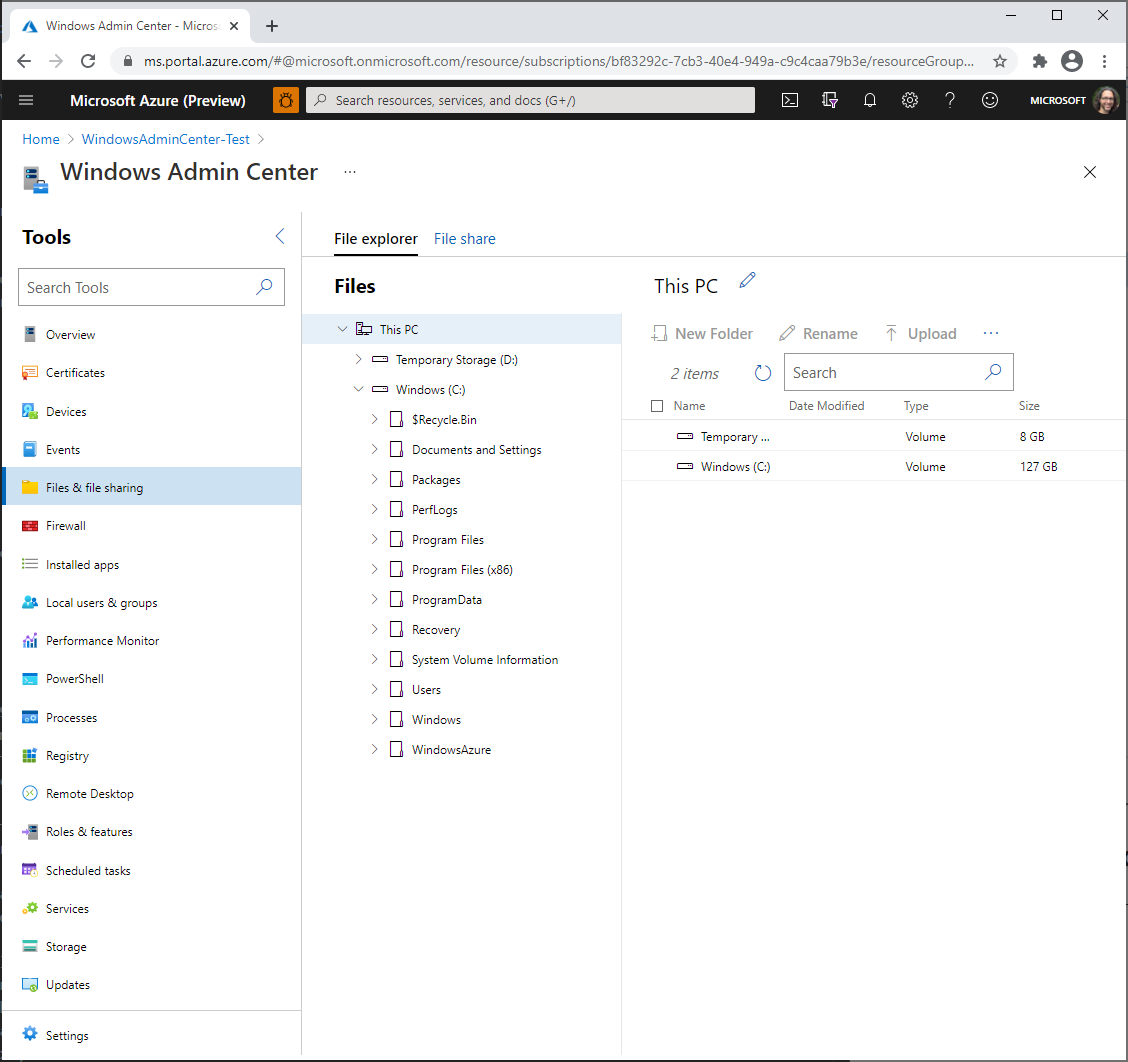 Windows Admin Center - Micros
ms.portal.azure.com/#@microsoft.onmicrosoft.com/resource/subscriptions/bf83292c-7cb3-40e4-949a-c9c4caa79b3e/resourceGroup...
Microsoft Azure (Preview)
Search resources, services, and docs (G+/)
MICROSOFT
Home > WindowsAdminCenter-Test >
Windows Admin Center ...
Tools
Search Tools
Overview
Certificates
Devices
Events
Files & file sharing
Firewall
Installed apps
Local users & groups
Performance Monitor
PowerShell
Processes
Registry
Remote Desktop
Roles & features
Scheduled tasks
Services
Storage
Updates
Settings
File explorer File share
Files
This PC
Temporary Storage (D:)
Windows (C:)
$Recycle.Bin
Documents and Settings
Packages
PerfLogs
Program Files
Program Files (x86)
ProgramData
Recovery
System Volume Information
Users
Windows
WindowsAzure
This PC
New Folder Rename Upload ...
2 items Search
Name Date Modified Type Size
Temporary ... Volume 8 GB
Windows (C:) Volume 127 GB